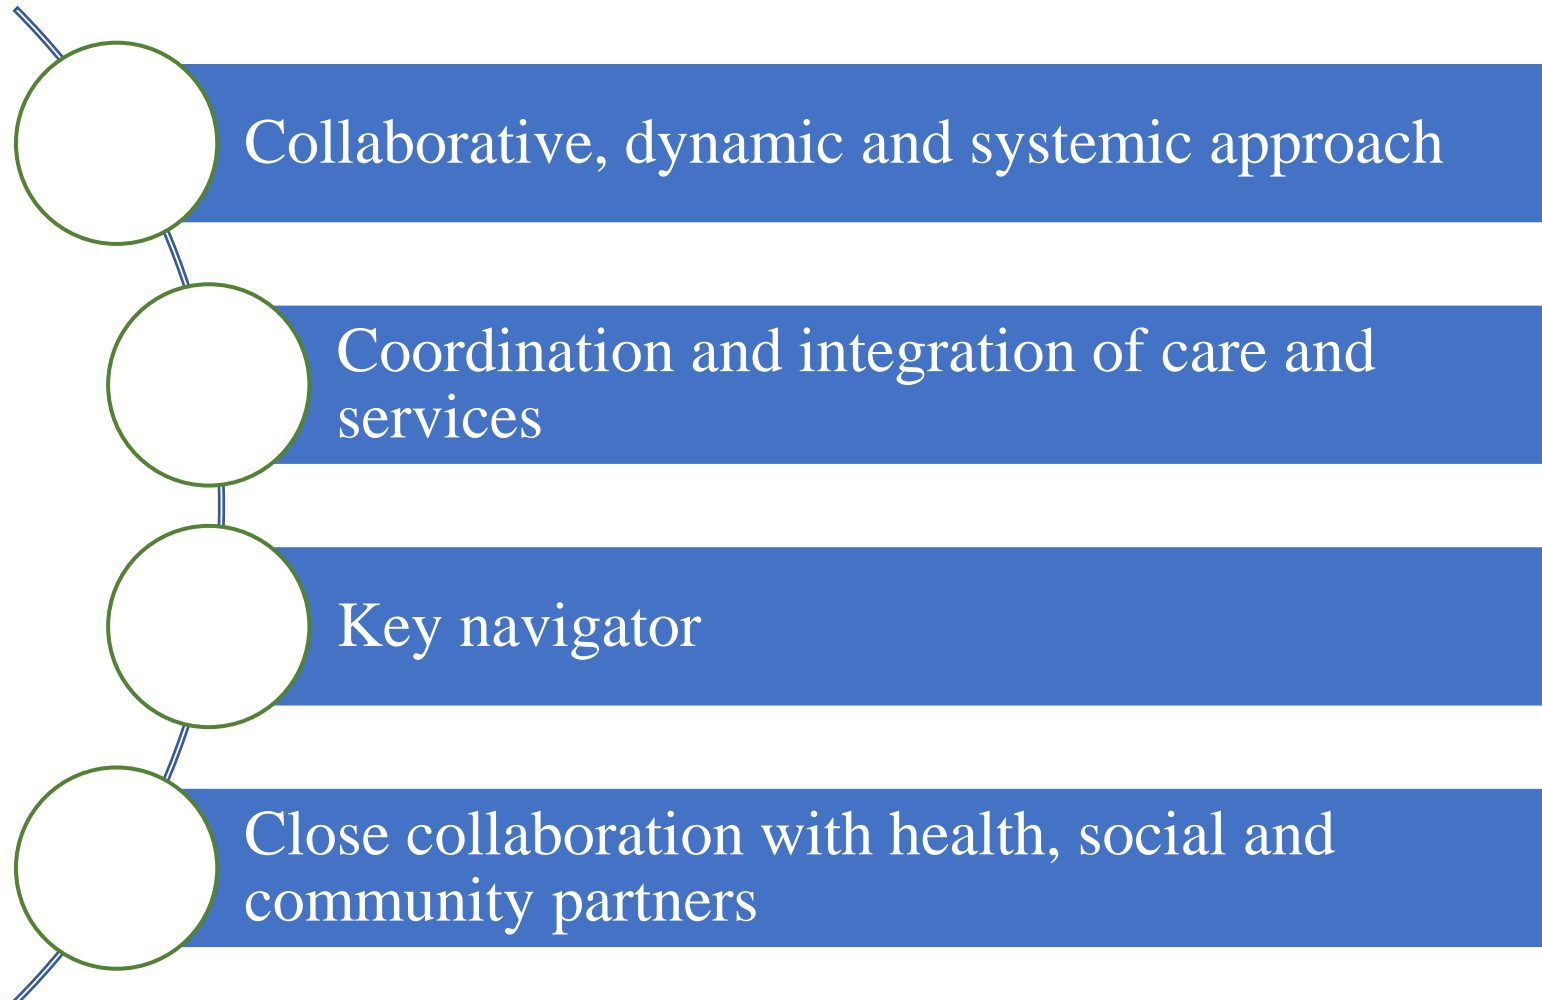 Collaborative, dynamic and systemic approach
Coordination and integration of care and
services
Key navigator
Close collaboration with health, social and
community partners